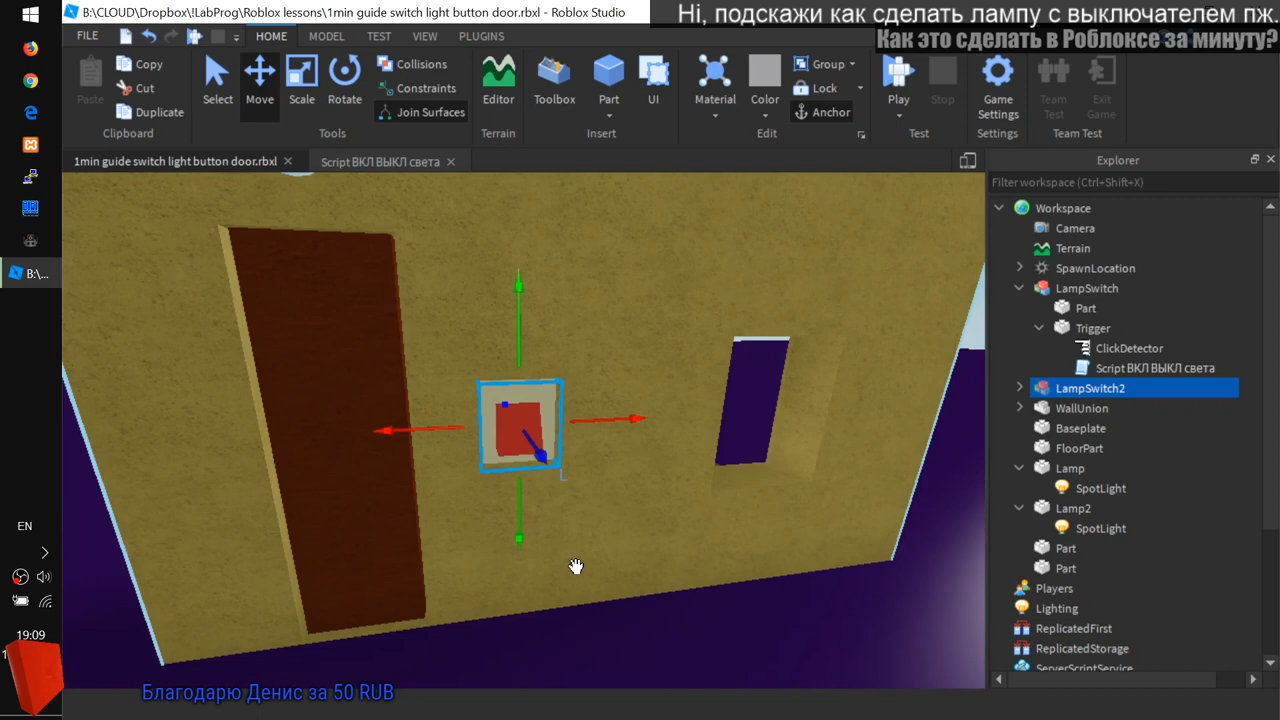 B:\CLOUD\Dropbox\!LabProg\Roblox lessons\1min guide switch light button door.rbxl - Roblox Studio
Hi, подскажи как сделать лампу с выключателем пж.
Как это сделать в Роблоксе за минуту?
FILE HOME MODEL TEST VIEW PLUGINS
Paste Copy Cut Duplicate
Clipboard
Select Move Scale Rotate Collisions Constraints Join Surfaces
Tools
Editor
Terrain
Toolbox Part UI
Insert
Material Color Group Lock Anchor
Edit
Play Stop
Test
Game Settings
Settings
Team Test Exit Game
Team Test
1min guide switch light button door.rbxl
Script ВКЛ ВЫКЛ света
Explorer
Filter workspace (Ctrl+Shift+X)
Workspace
Camera
Terrain
SpawnLocation
LampSwitch
Part
Trigger
ClickDetector
Script ВКЛ ВЫКЛ света
LampSwitch2
WallUnion
Baseplate
FloorPart
Lamp
SpotLight
Lamp2
SpotLight
Part
Part
Players
Lighting
ReplicatedFirst
ReplicatedStorage
ServerScriptService
B:\...
EN
19:09
Благодарю Денис за 50 RUB